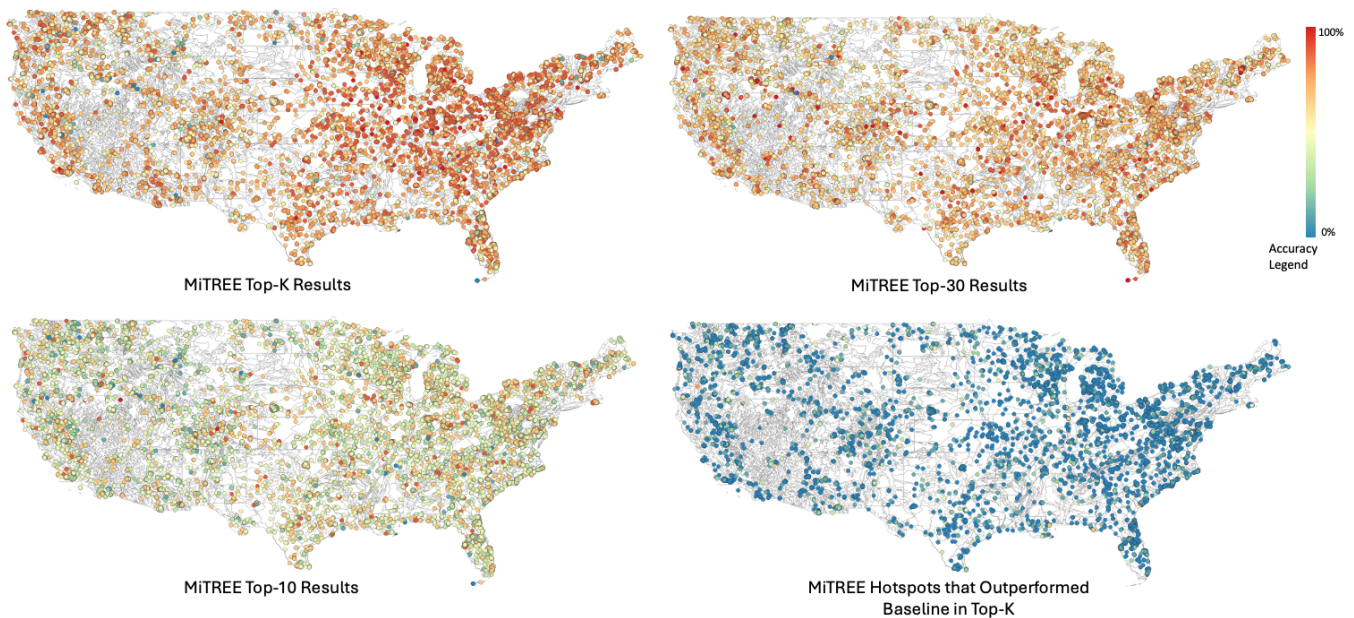 100%
0%
Accuracy
Legend
MiTREE Top-K Results
MiTREE Top-30 Results
MiTREE Top-10 Results
MiTREE Hotspots that Outperformed
Baseline in Top-K